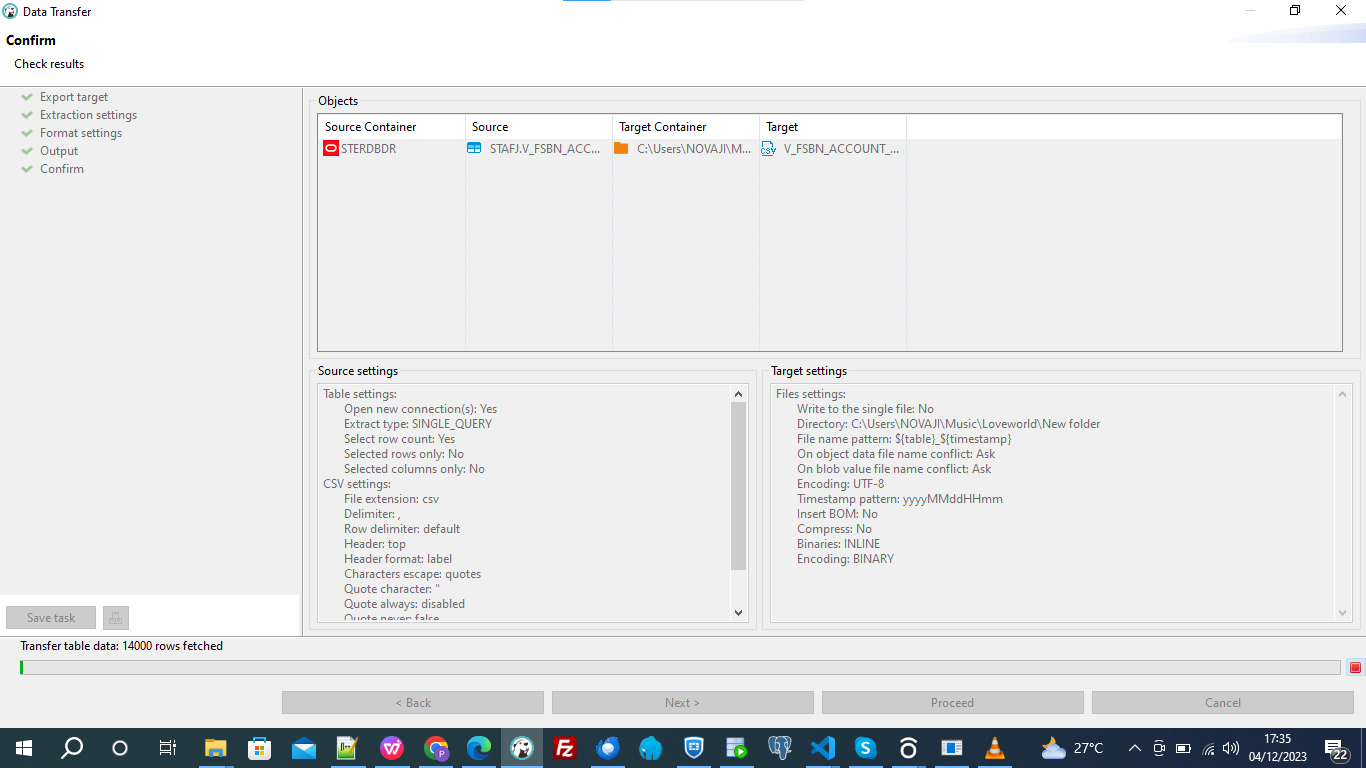 Data Transfer
Confirm
Check results
Export target
Extraction settings
Format settings
Output
Confirm
Objects
Source Container Source Target Container Target
STERDBDR STAFJ.V_FSBN_ACC... C:\Users\NOVAJI\M... V_FSBN_ACCOUNT_...
Source settings
Table settings:
Open new connection(s): Yes
Extract type: SINGLE_QUERY
Select row count: Yes
Selected rows only: No
Selected columns only: No
CSV settings:
File extension: csv
Delimiter: ,
Row delimiter: default
Header: top
Header format: label
Characters escape: quotes
Quote character: "
Quote always: disabled
Quote never: false
Target settings
Files settings:
Write to the single file: No
Directory: C:\Users\NOVAJI\Music\Loveworld\New folder
File name pattern: ${table}_${timestamp}
On object data file name conflict: Ask
On blob value file name conflict: Ask
Encoding: UTF-8
Timestamp pattern: yyyyMMddHHmm
Insert BOM: No
Compress: No
Binaries: INLINE
Encoding: BINARY
Save task
Transfer table data: 14000 rows fetched
< Back Next > Proceed Cancel
27°C
17:35
04/12/2023
22